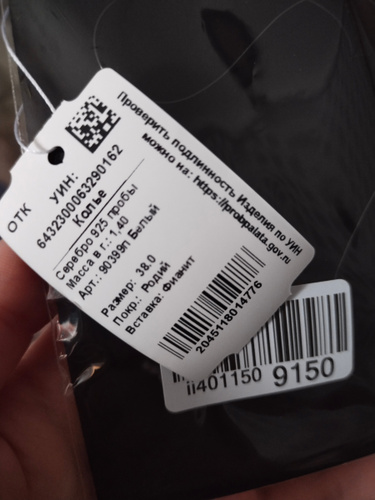 ОТК УИН:
6432300063290162
Колье
Серебро 925 пробы
Масса в г.: 1.40
Арт.: 90399п Белый
Размер: 38.0
Покр.: Родий
Вставка: Фианит
Проверить подлинность Изделия по УИН
можно на: https://probpalata.gov.ru
2045118014776
9150